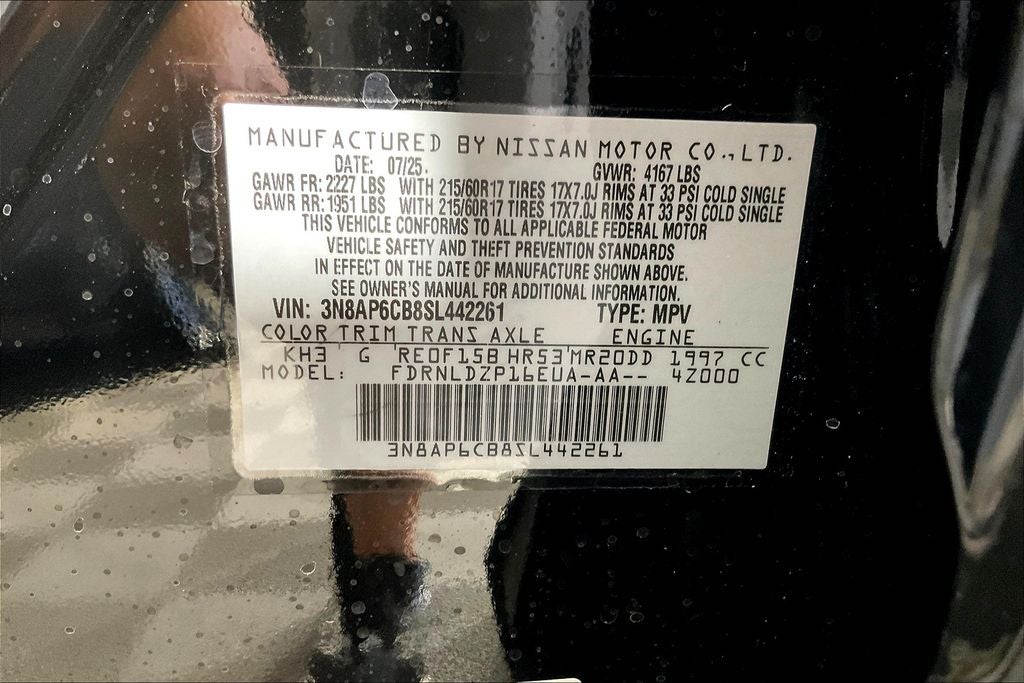 MANUFACTURED BY NISSAN MOTOR CO.,LTD.
DATE: 07/25. GVWR: 4167 LBS
GAWR FR: 2227 LBS WITH 215/60R17 TIRES 17X7.0J RIMS AT 33 PSI COLD SINGLE
GAWR RR: 1951 LBS WITH 215/60R17 TIRES 17X7.0J RIMS AT 33 PSI COLD SINGLE
THIS VEHICLE CONFORMS TO ALL APPLICABLE FEDERAL MOTOR
VEHICLE SAFETY AND THEFT PREVENTION STANDARDS
IN EFFECT ON THE DATE OF MANUFACTURE SHOWN ABOVE.
SEE OWNER'S MANUAL FOR ADDITIONAL INFORMATION.
VIN: 3N8AP6CB8SL442261 TYPE: MPV
COLOR TRIM TRANS AXLE ENGINE
KH3 ' G 'RE0F15B HR53'MR20DD 1997 CC
MODEL: FDRNLDZP16EUA-AA-- 4Z000
3N8AP6CB8SL442261